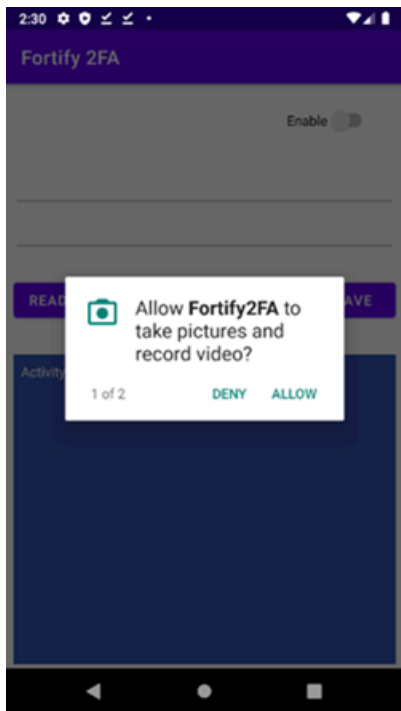 2:30
Fortify 2FA
Enable
READ
AVE
Allow Fortify2FA to
take pictures and
record video?
Activity
1 of 2 DENY ALLOW